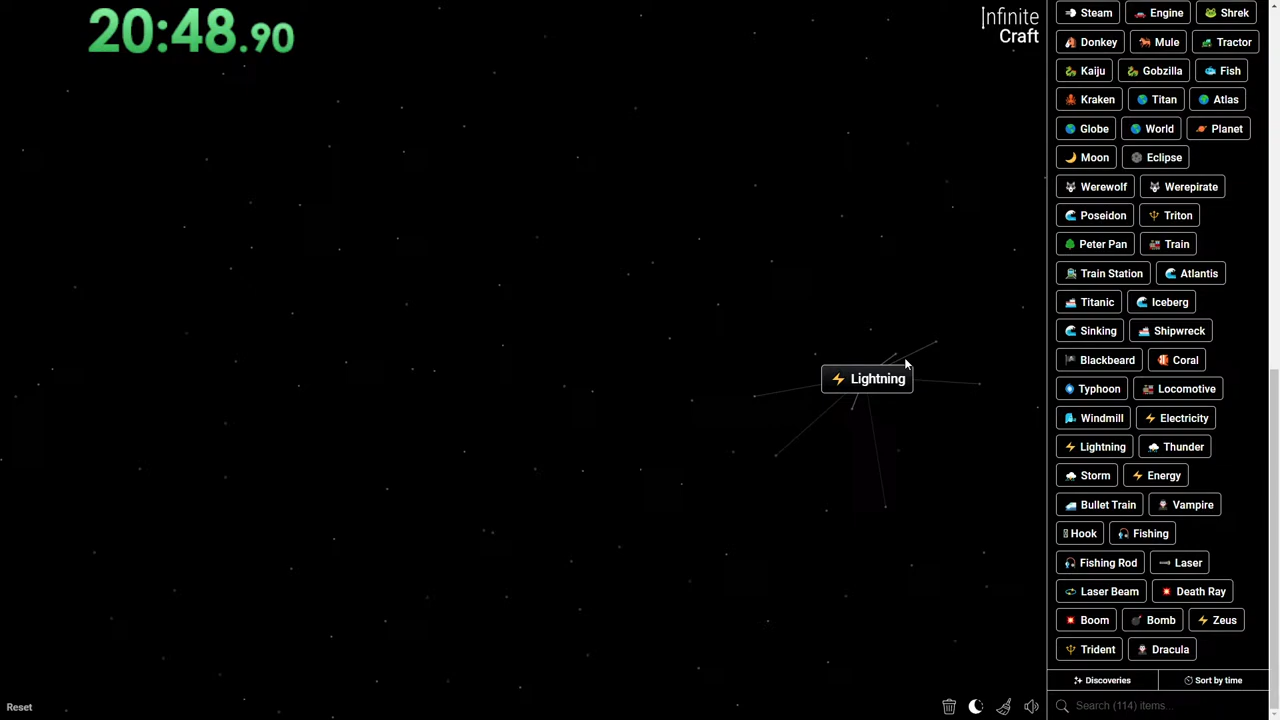 20:48.90
Infinite
Craft
Lightning
Steam Engine Shrek
Donkey Mule Tractor
Kaiju Gobzilla Fish
Kraken Titan Atlas
Globe World Planet
Moon Eclipse
Werewolf Werepirate
Poseidon Triton
Peter Pan Train
Train Station Atlantis
Titanic Iceberg
Sinking Shipwreck
Blackbeard Coral
Typhoon Locomotive
Windmill Electricity
Lightning Thunder
Storm Energy
Bullet Train Vampire
Hook Fishing
Fishing Rod Laser
Laser Beam Death Ray
Boom Bomb Zeus
Trident Dracula
Discoveries Sort by time
Search (114) items...
Reset